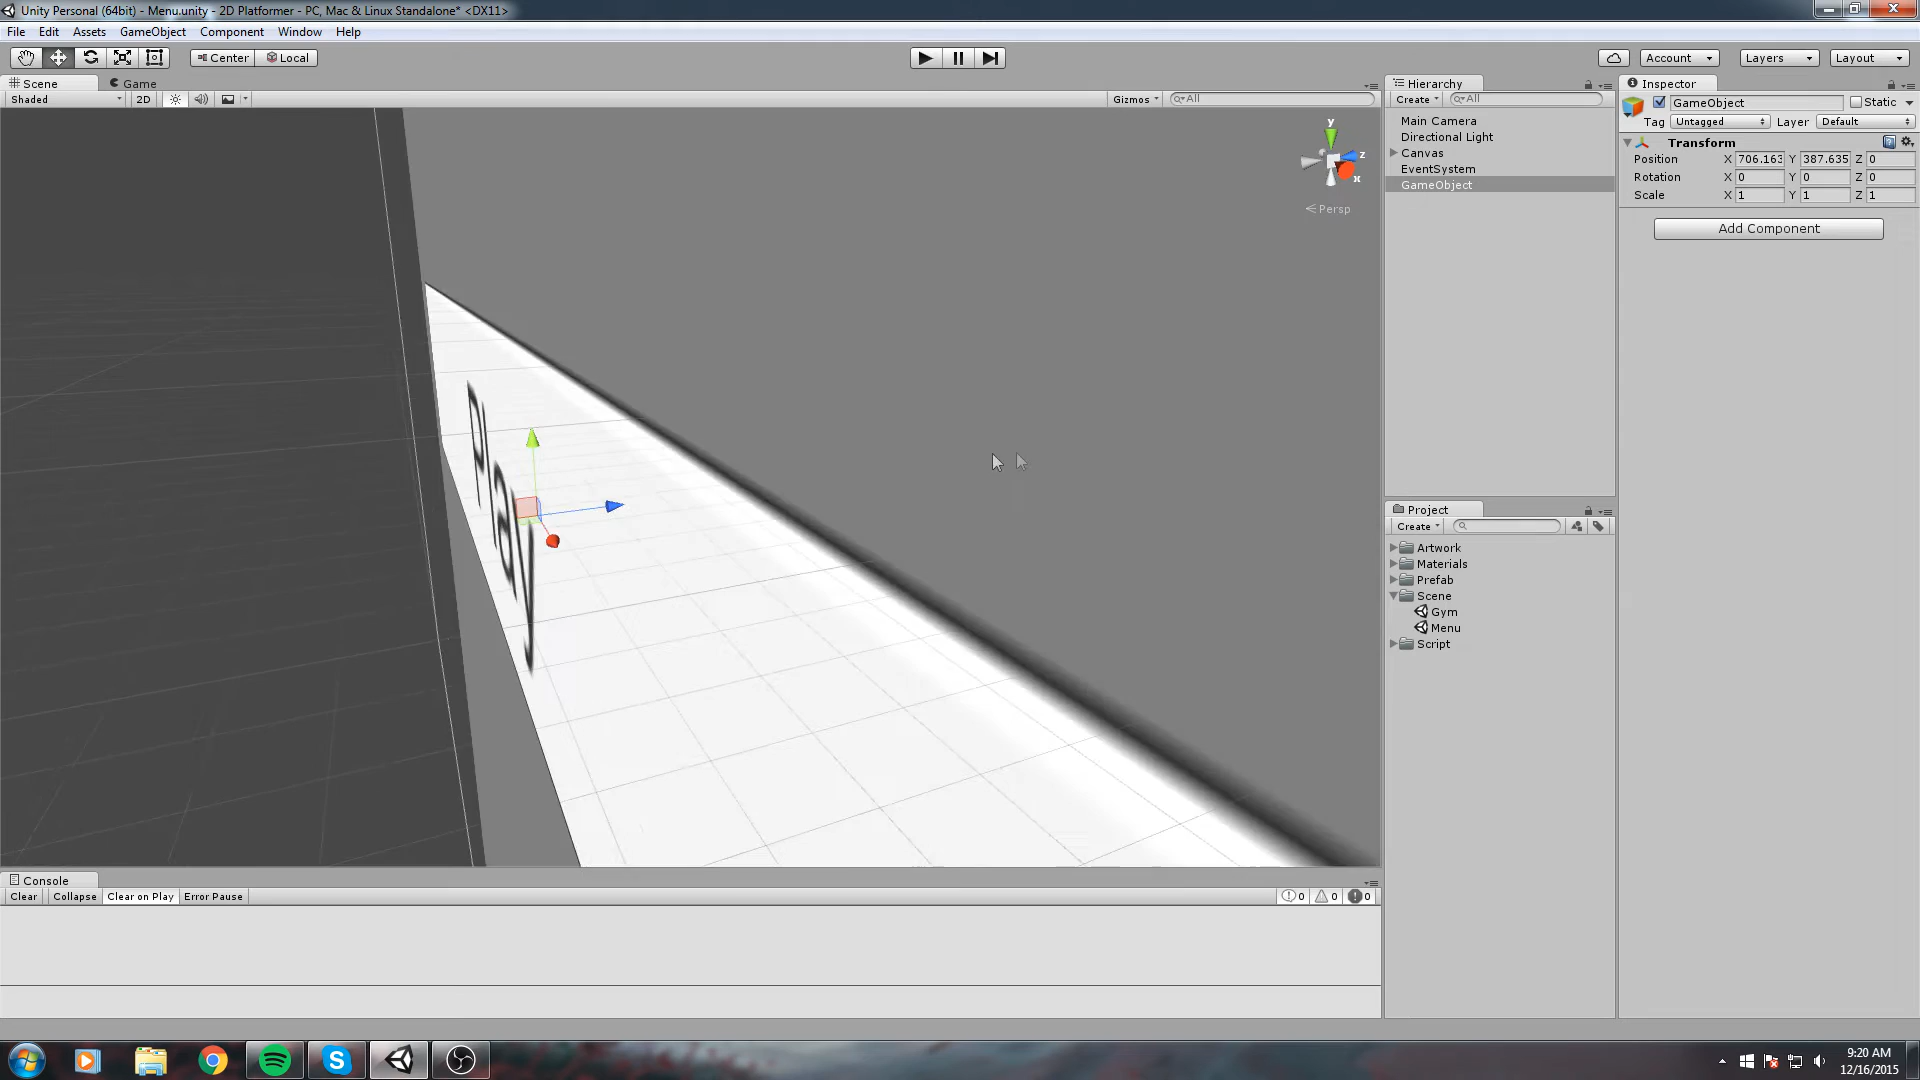 Unity Personal (64bit) - Menu.unity - 2D Platformer - PC, Mac & Linux Standalone* <DX11>
File Edit Assets GameObject Component Window Help
Center Local Account Layers Layout
Scene Game Hierarchy Inspector
Shaded 2D Gizmos All Create All
GameObject Static
Tag Untagged Layer Default
Main Camera
Directional Light
Canvas
EventSystem
GameObject
Transform
Position X 706.163 Y 387.635 Z 0
Rotation X 0 Y 0 Z 0
Scale X 1 Y 1 Z 1
Add Component
y
z
x
Persp
Play
Project
Create
Artwork
Materials
Prefab
Scene
Gym
Menu
Script
Console
Clear Collapse Clear on Play Error Pause 0 0 0
9:20 AM
12/16/2015